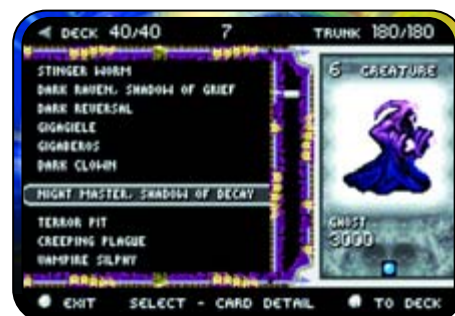 DECK 40/40 7 TRUNK 180/180
STINGER WORM
DARK RAVEN, SHADOW OF GRIEF
DARK REVERSAL
GIGAGIELE
GIGABEROS
DARK CLOWN
NIGHT MASTER, SHADOW OF DECAY
TERROR PIT
CREEPING PLAGUE
VAMPIRE SILPHY
6 CREATURE
GHOST
3000
EXIT SELECT - CARD DETAIL TO DECK